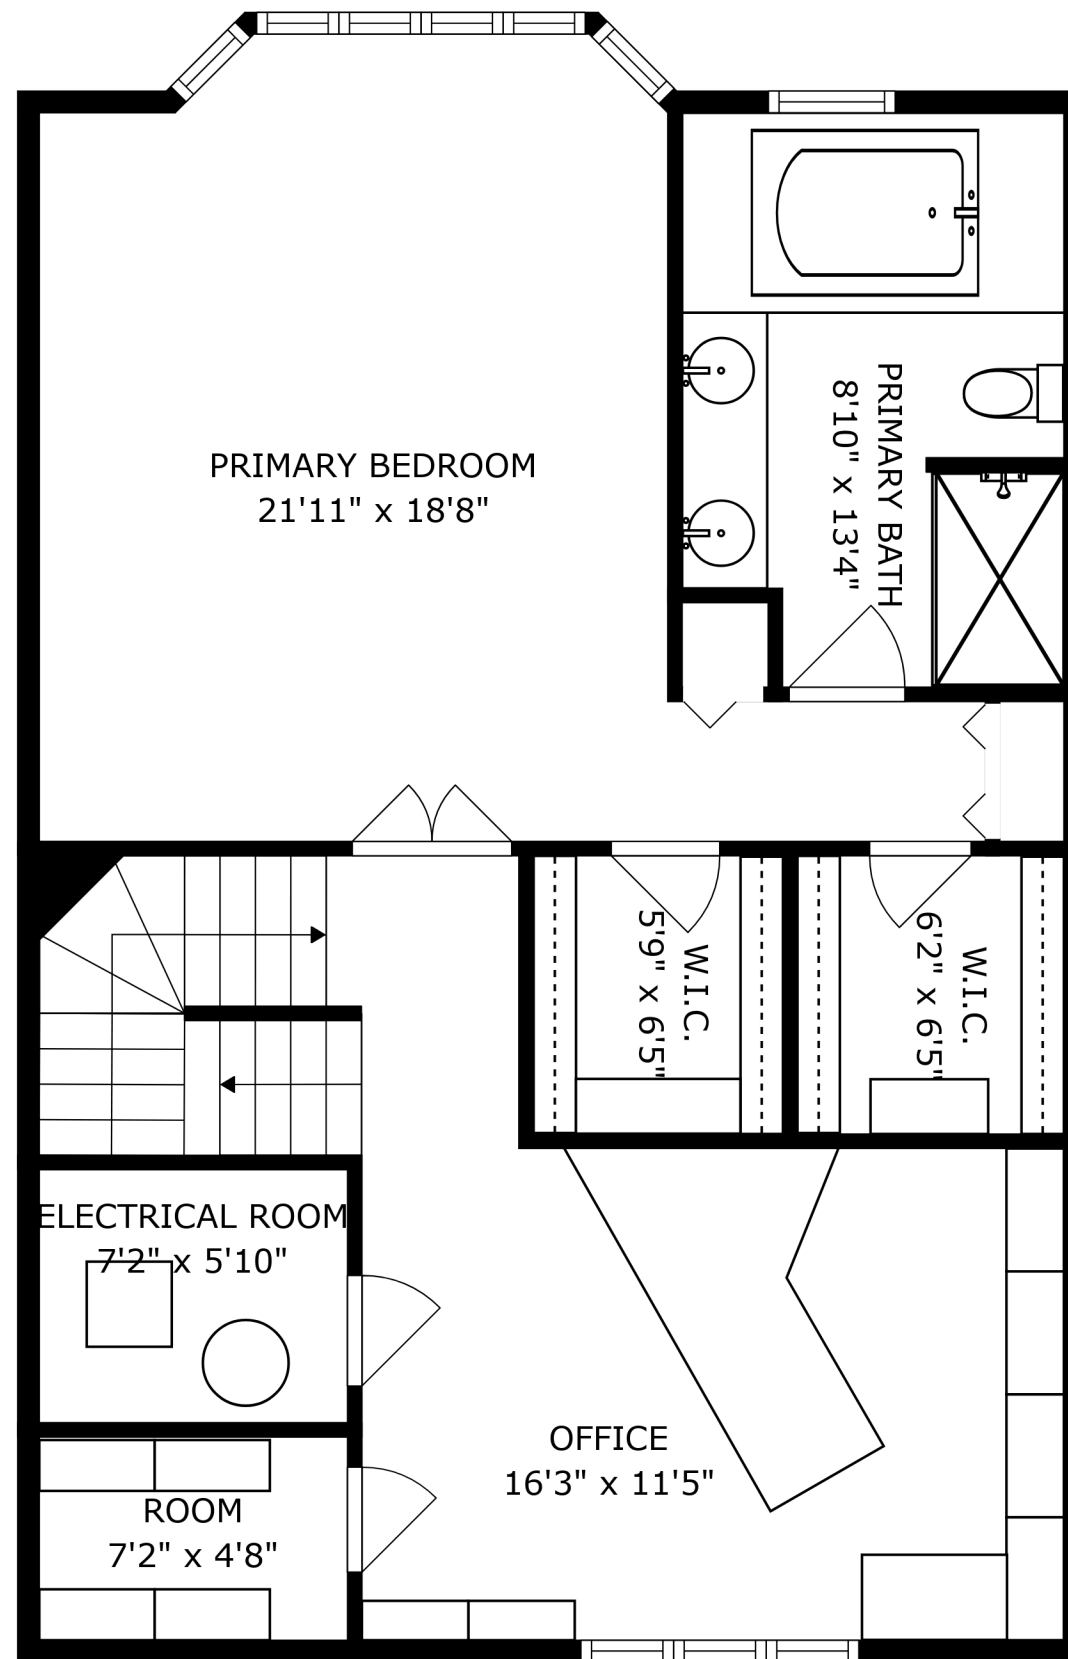 PRIMARY BEDROOM
21'11" x 18'8"
PRIMARY BATH
8'10" x 13'4"
W.I.C.
5'9" x 6'5"
W.I.C.
6'2" x 6'5"
ELECTRICAL ROOM
7'2" x 5'10"
OFFICE
16'3" x 11'5"
ROOM
7'2" x 4'8"